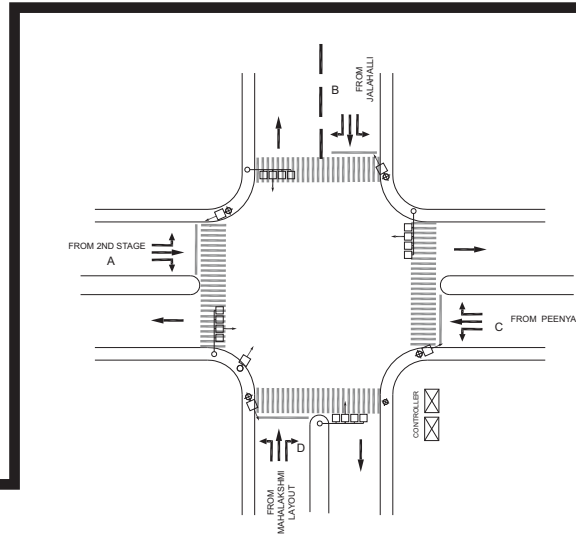 B
FROM
JALAHALLI
FROM 2ND STAGE
A
FROM PEENYA
C
CONTROLLER
D
FROM
MAHALAKSHMI
LAYOUT